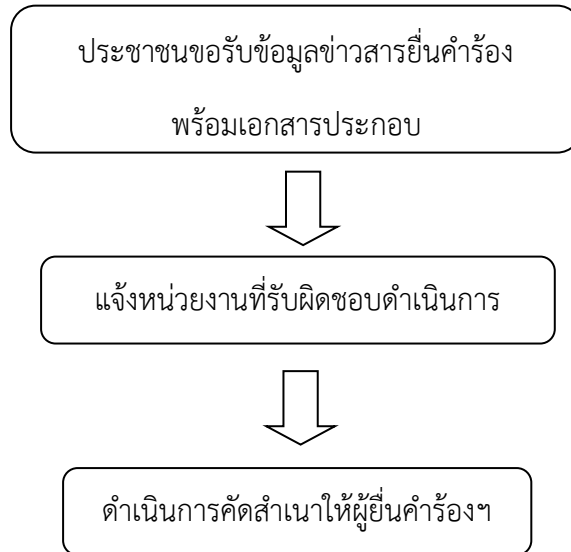 ประชาชนขอรับข้อมูลข่าวสารยื่นคำร้อง
พร้อมเอกสารประกอบ
แจ้งหน่วยงานที่รับผิดชอบดำเนินการ
ดำเนินการคัดสำเนาให้ผู้ยื่นคำร้องฯ